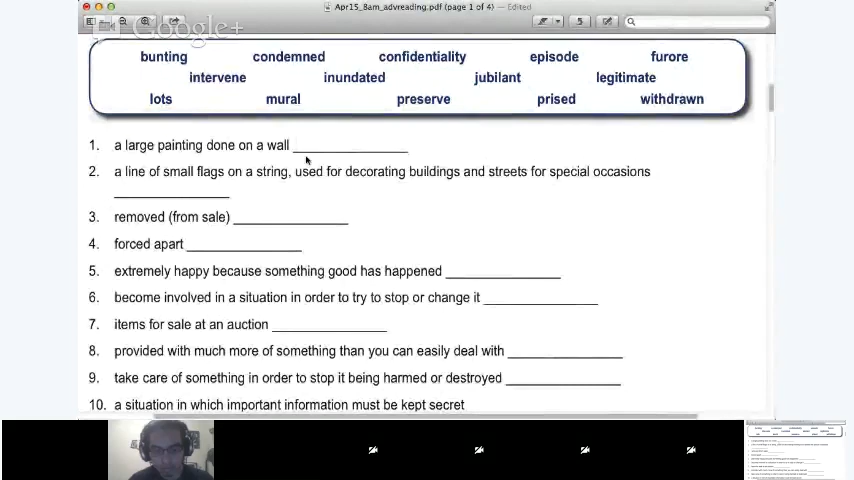 Apr15_8am_advreading.pdf (page 1 of 4) — Edited
Google+
bunting condemned confidentiality episode furore
intervene inundated jubilant legitimate
lots mural preserve prised withdrawn
1. a large painting done on a wall
2. a line of small flags on a string, used for decorating buildings and streets for special occasions
3. removed (from sale)
4. forced apart
5. extremely happy because something good has happened
6. become involved in a situation in order to try to stop or change it
7. items for sale at an auction
8. provided with much more of something than you can easily deal with
9. take care of something in order to stop it being harmed or destroyed
10. a situation in which important information must be kept secret